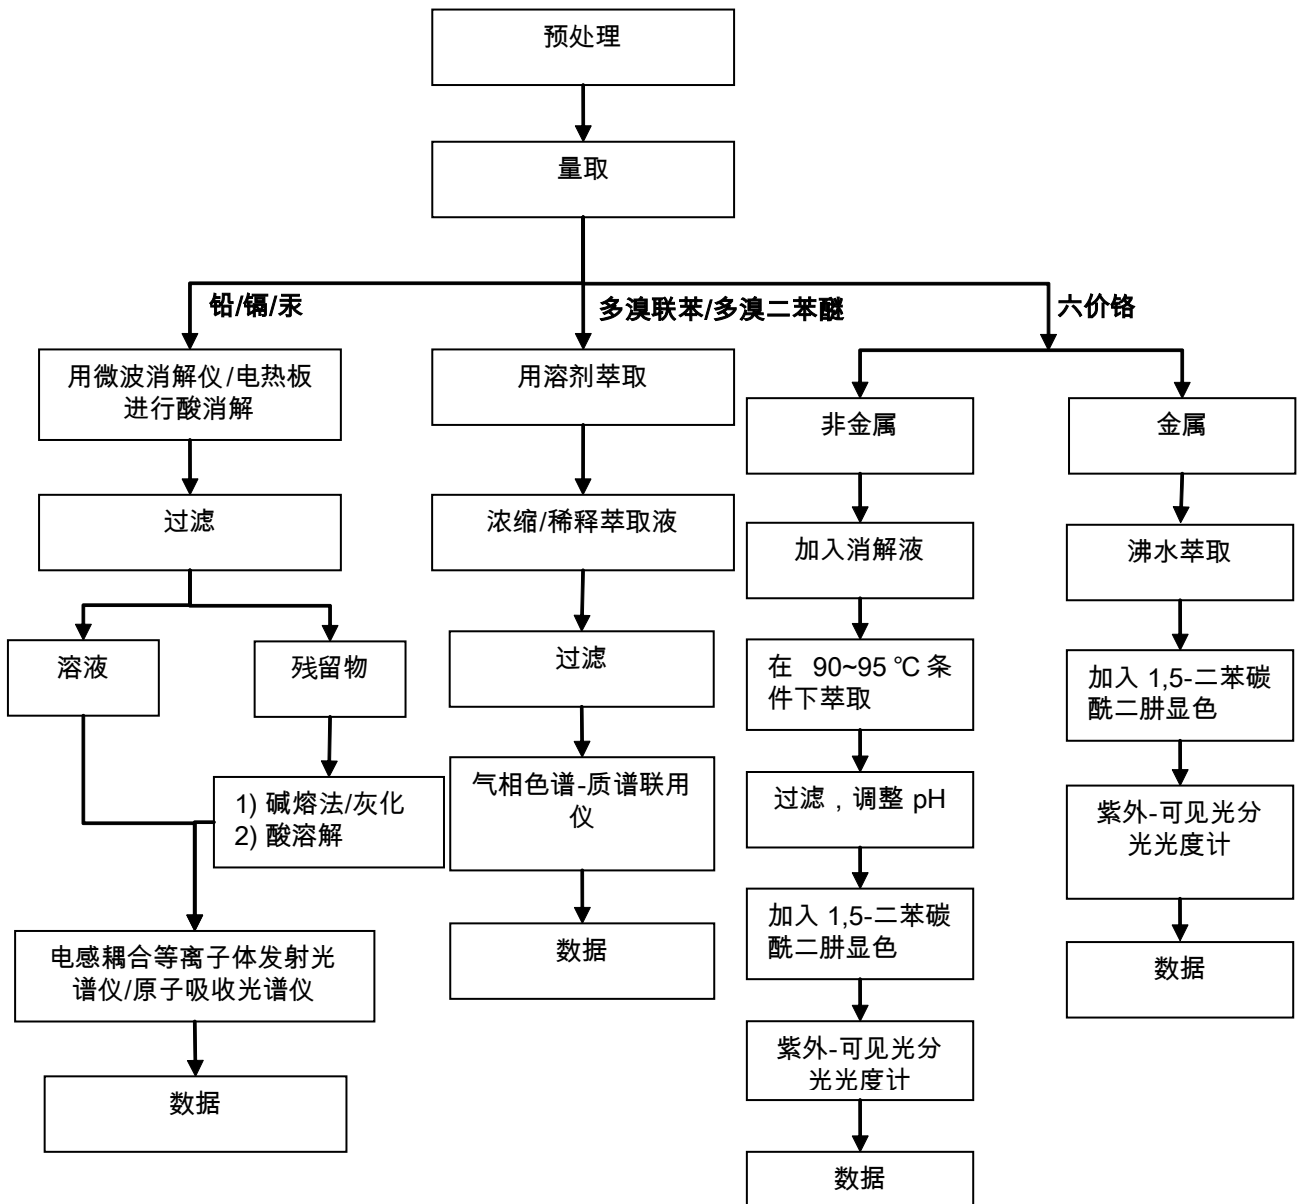 预处理
量取
铅/镉/汞
多溴联苯/多溴二苯醚
六价铬
用微波消解仪/电热板
进行酸消解
过滤
溶液
残留物
1) 碱熔法/灰化
2) 酸溶解
电感耦合等离子体发射光
谱仪/原子吸收光谱仪
数据
用溶剂萃取
浓缩/稀释萃取液
过滤
气相色谱-质谱联用
仪
数据
非金属
加入消解液
在 90~95 ℃ 条
件下萃取
过滤，调整 pH
加入 1,5-二苯碳
酰二肼显色
紫外-可见光分
光光度计
数据
金属
沸水萃取
加入 1,5-二苯碳
酰二肼显色
紫外-可见光分
光光度计
数据